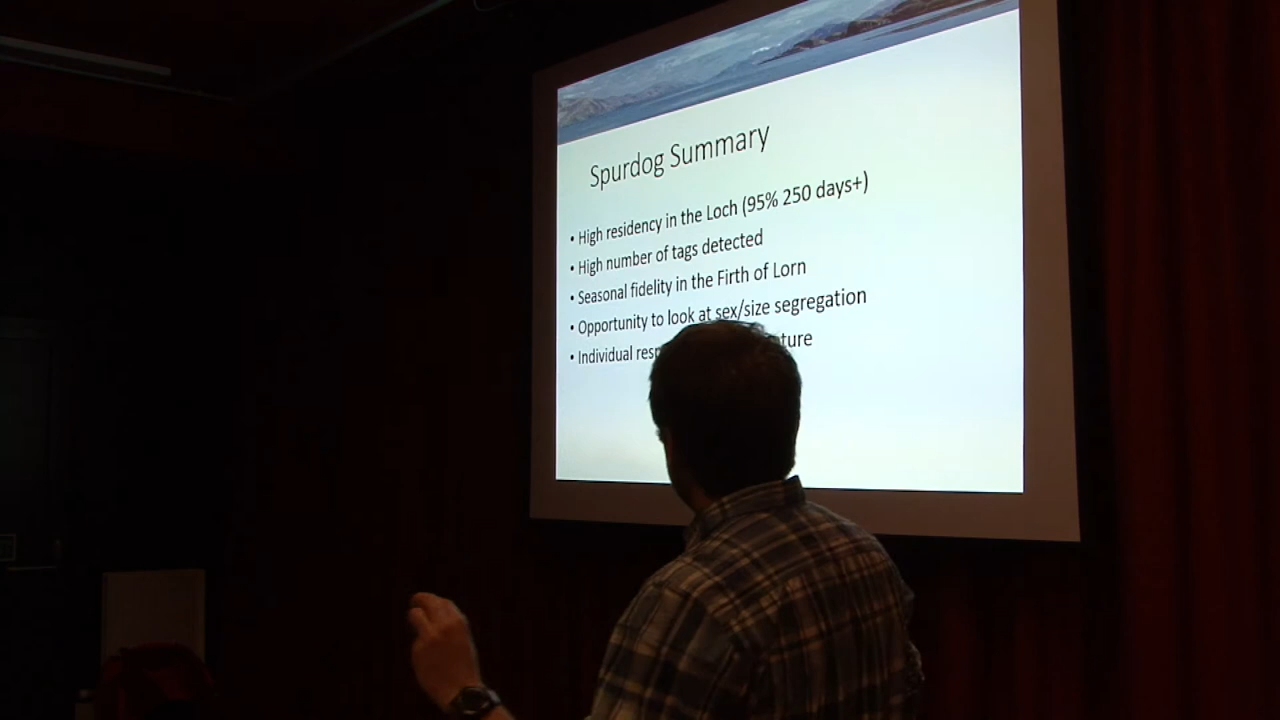 Spurdog Summary
• High residency in the Loch (95% 250 days+)
• High number of tags detected
• Seasonal fidelity in the Firth of Lorn
• Opportunity to look at sex/size segregation
• Individual